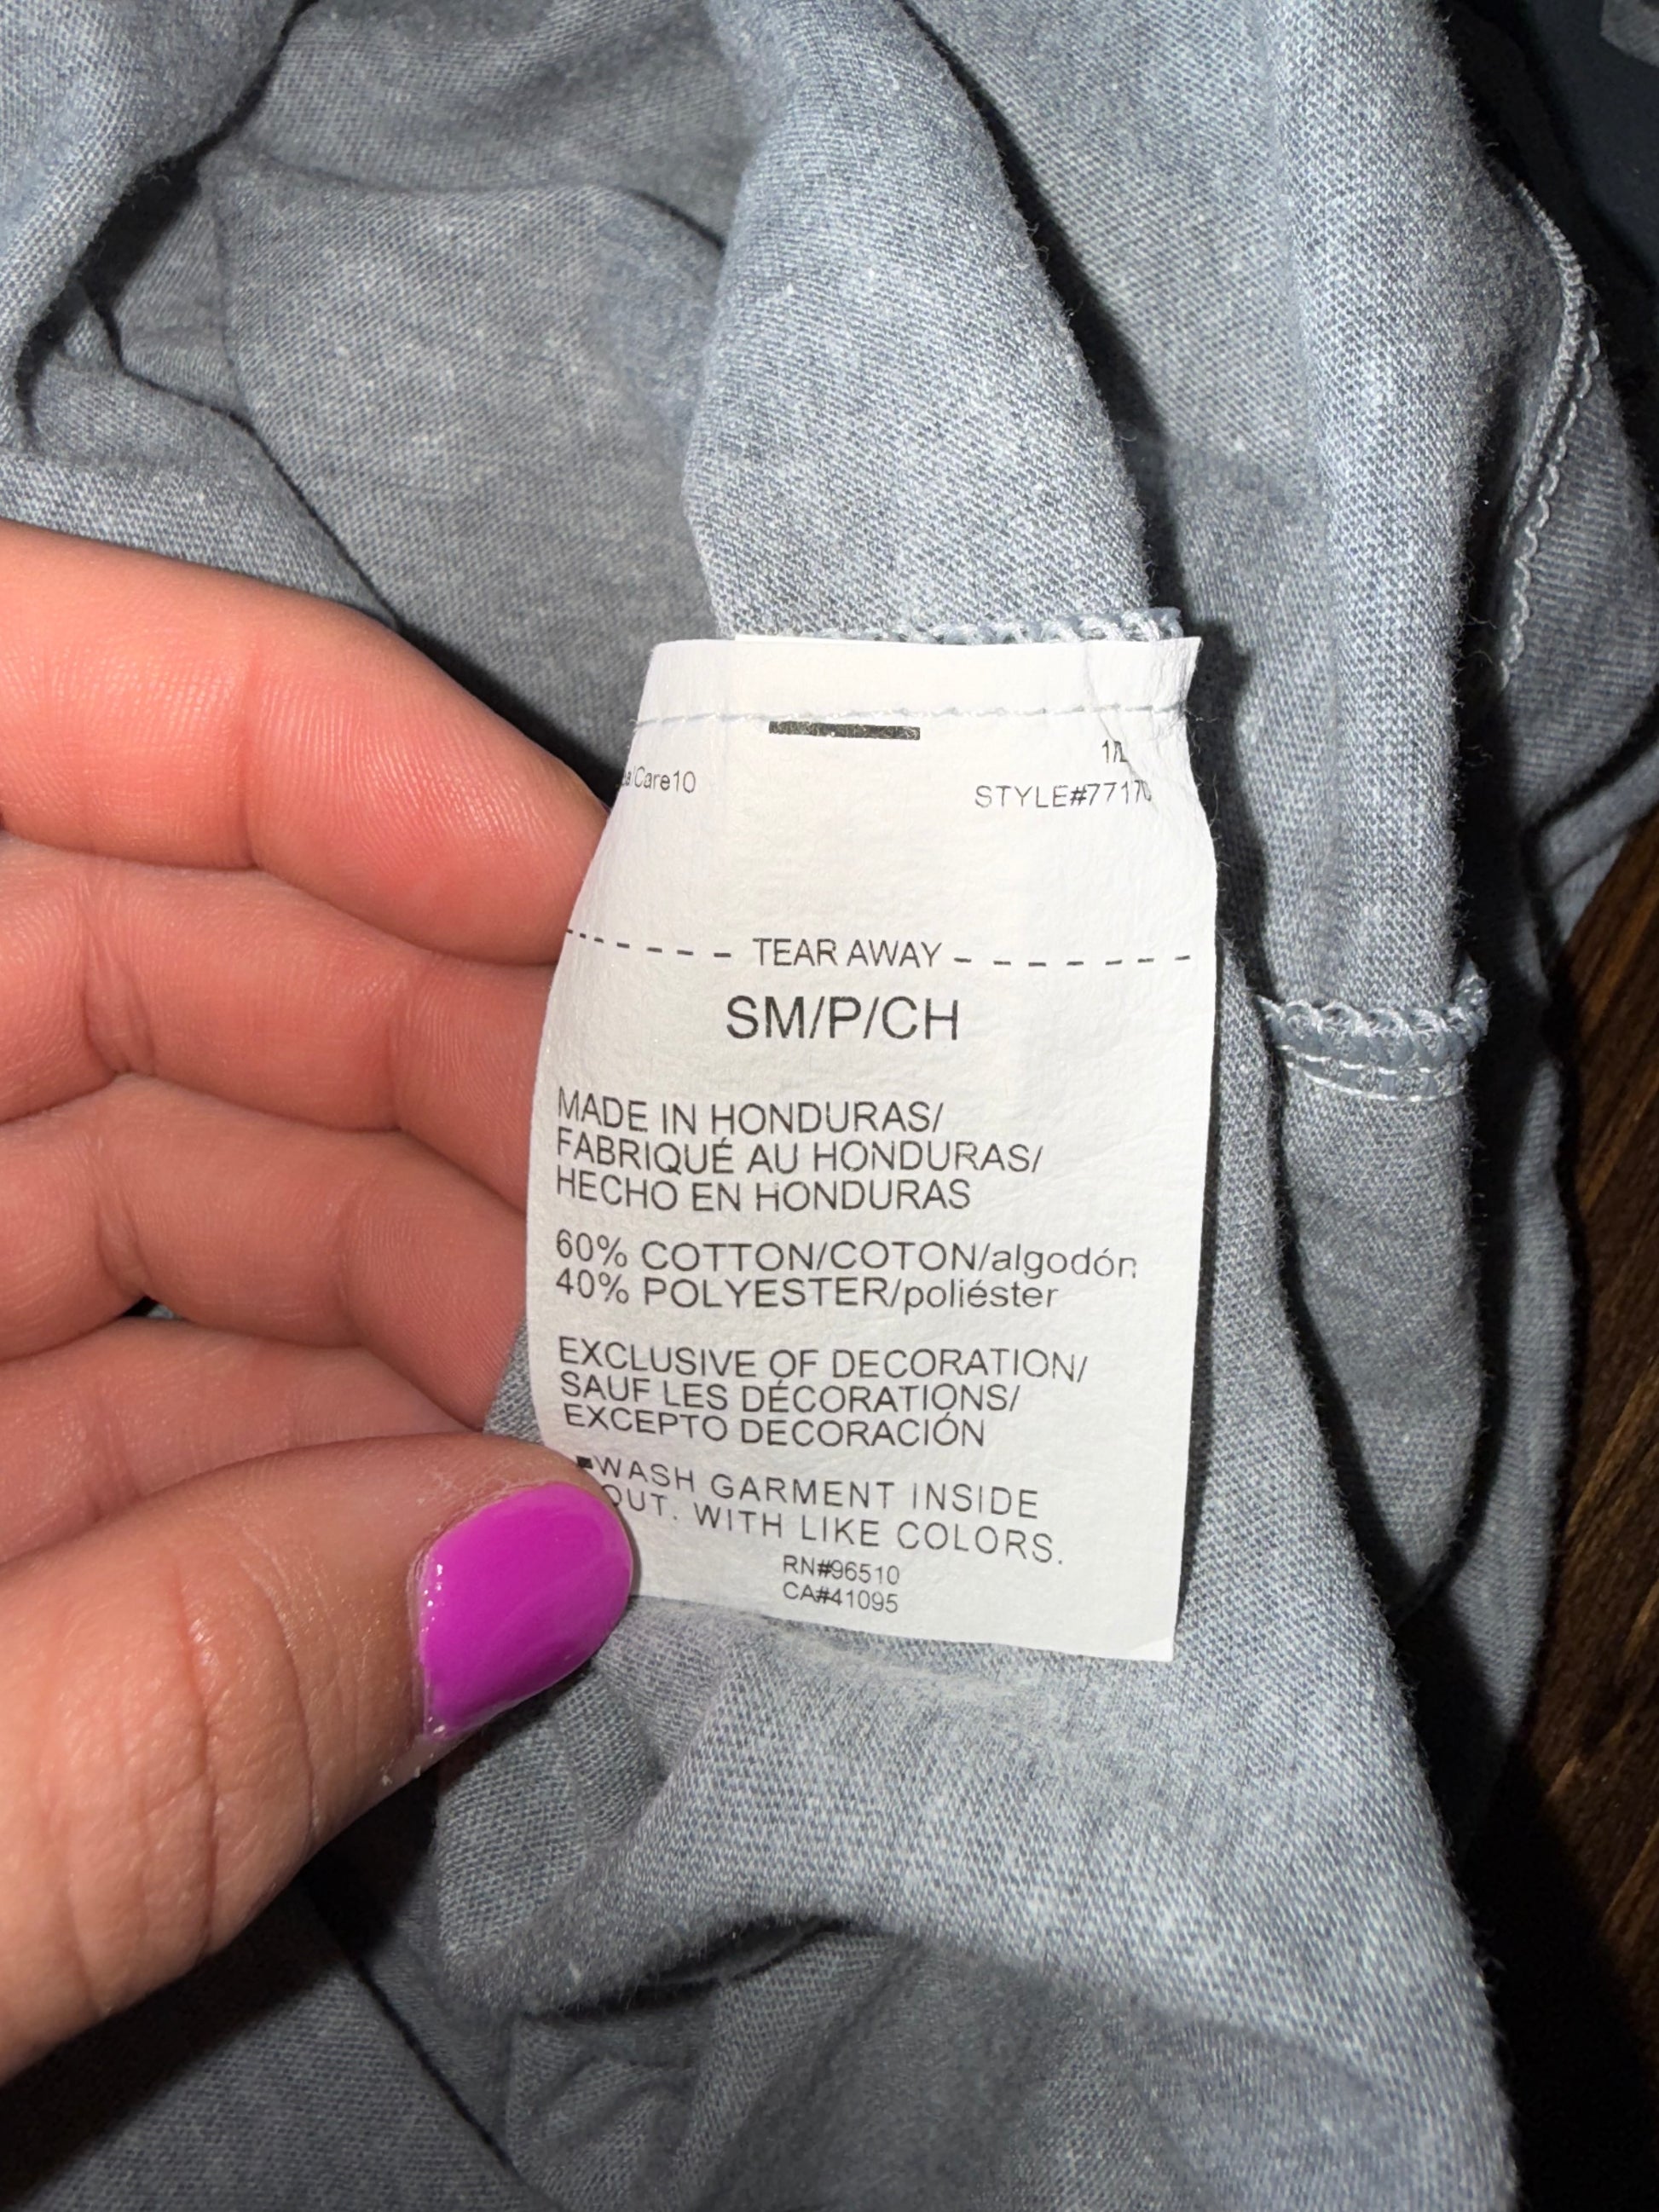 Care10
STYLE#77170
TEAR AWAY
SM/P/CH
MADE IN HONDURAS/
FABRIQUÉ AU HONDURAS/
HECHO EN HONDURAS
60% COTTON/COTON/algodón
40% POLYESTER/poliéster
EXCLUSIVE OF DECORATION/
SAUF LES DÉCORATIONS/
EXCEPTO DECORACIÓN
▪WASH GARMENT INSIDE
OUT. WITH LIKE COLORS.
RN#96510
CA#41095